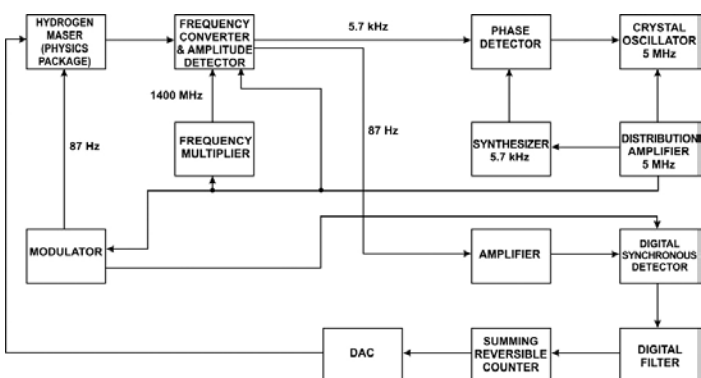 HYDROGEN
MASER
(PHYSICS
PACKAGE)
FREQUENCY
CONVERTER
& AMPLITUDE
DETECTOR
5.7 kHz
PHASE
DETECTOR
CRYSTAL
OSCILLATOR
5 MHz
1400 MHz
87 Hz
87 Hz
FREQUENCY
MULTIPLIER
SYNTHESIZER
5.7 kHz
DISTRIBUTION
AMPLIFIER
5 MHz
MODULATOR
AMPLIFIER
DIGITAL
SYNCHRONOUS
DETECTOR
DAC
SUMMING
REVERSIBLE
COUNTER
DIGITAL
FILTER